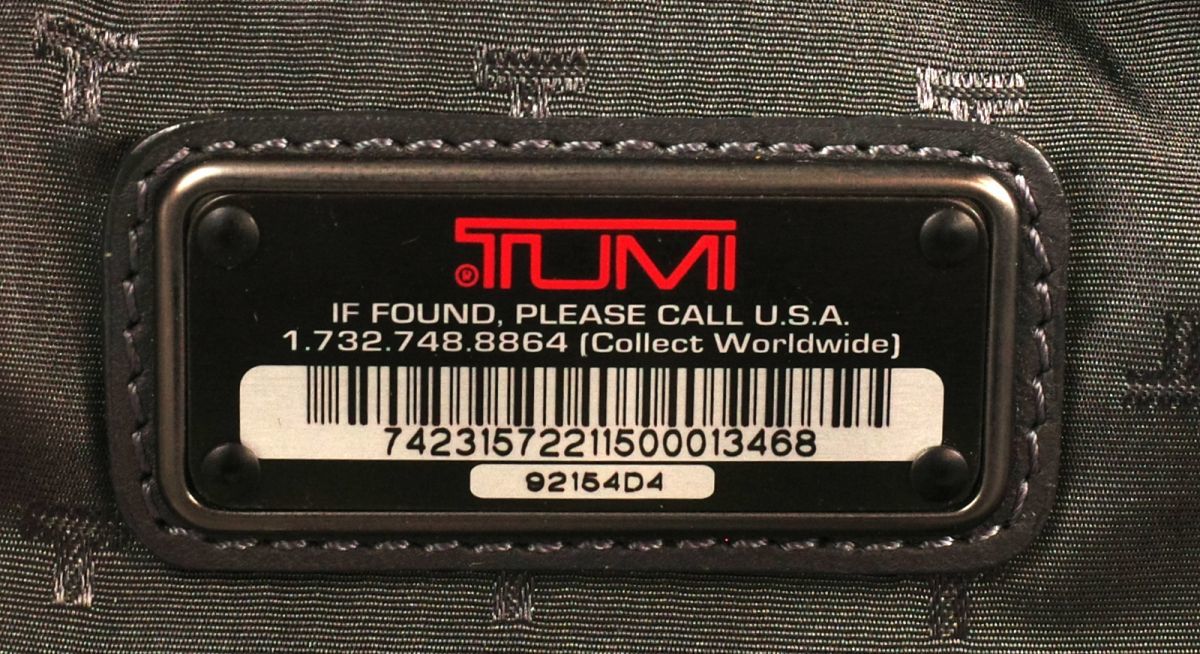 ®TUMI
IF FOUND, PLEASE CALL U.S.A.
1.732.748.8864 (Collect Worldwide)
74231572211500013468
92154D4